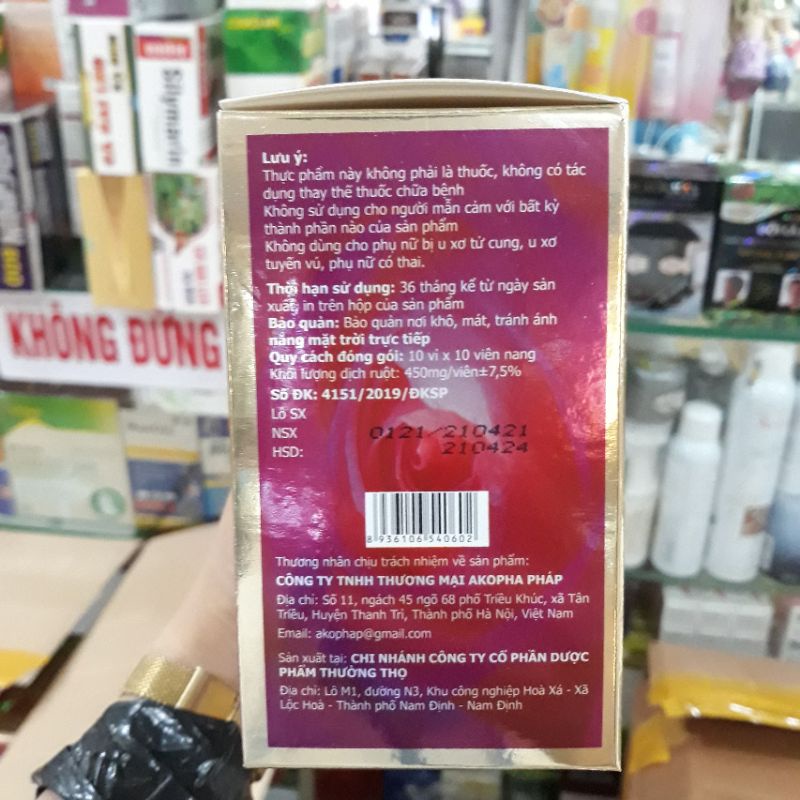 Silymarin
KHÔNG ĐỨNG
Lưu ý:
Thực phẩm này không phải là thuốc, không có tác
dụng thay thế thuốc chữa bệnh
Không sử dụng cho người mẫn cảm với bất kỳ
thành phần nào của sản phẩm
Không dùng cho phụ nữ bị u xơ tử cung, u xơ
tuyến vú, phụ nữ có thai.
Thời hạn sử dụng: 36 tháng kể từ ngày sản
xuất, in trên hộp của sản phẩm
Bảo quản: Bảo quản nơi khô, mát, tránh ánh
nắng mặt trời trực tiếp
Quy cách đóng gói: 10 vỉ x 10 viên nang
Khối lượng dịch ruột: 450mg/viên±7,5%
Số ĐK: 4151/2019/ĐKSP
Lô SX
NSX 0121/210421
HSD: 210424
8936106540602
Thương nhân chịu trách nhiệm về sản phẩm:
CÔNG TY TNHH THƯƠNG MẠI AKOPHA PHÁP
Địa chỉ: Số 11, ngách 45 ngõ 68 phố Triều Khúc, xã Tân
Triều, Huyện Thanh Trì, Thành phố Hà Nội, Việt Nam
Email: akophap@gmail.com
Sản xuất tại: CHI NHÁNH CÔNG TY CỔ PHẦN DƯỢC
PHẨM THƯỜNG THỌ
Địa chỉ: Lô M1, đường N3, Khu công nghiệp Hoà Xá - Xã
Lộc Hoà - Thành phố Nam Định - Nam Định